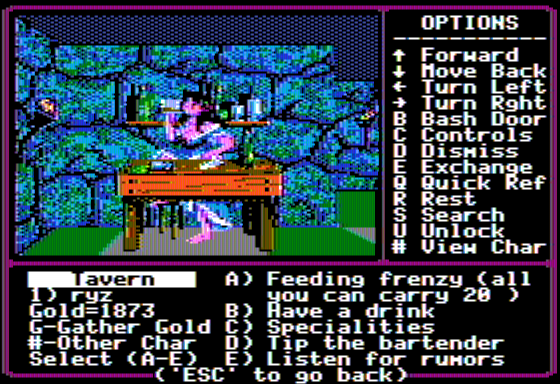 OPTIONS
↑ Forward
↓ Move Back
← Turn Left
→ Turn Rght
B Bash Door
C Controls
D Dismiss
E Exchange
Q Quick Ref
R Rest
S Search
U Unlock
# View Char
Tavern
1) ryz
Gold=1873
G-Gather Gold
#-Other Char
Select (A-E)
A) Feeding frenzy (all
you can carry 20 )
B) Have a drink
C) Specialities
D) Tip the bartender
E) Listen for rumors
('ESC' to go back)